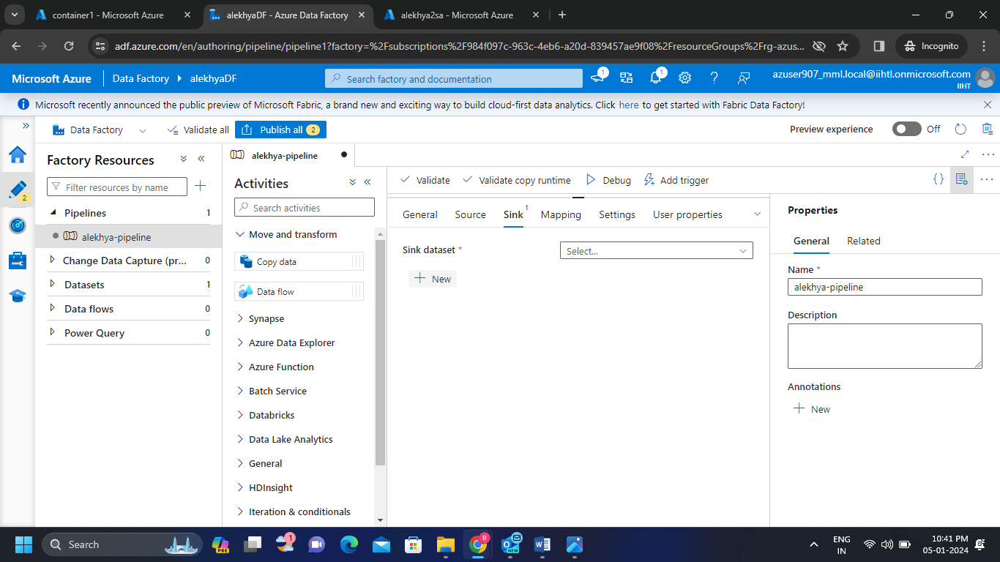 container1 - Microsoft Azure
alekhyaDF - Azure Data Factory
alekhya2sa - Microsoft Azure
adf.azure.com/en/authoring/pipeline/pipeline1?factory=%2Fsubscriptions%2F984f097c-963c-4eb6-a20d-839457ae9f08%2FresourceGroups%2Frg-azus...
Incognito
Microsoft Azure
Data Factory
alekhyaDF
Search factory and documentation
1
1
azuser907_mml.local@iihtl.onmicrosoft.com
IIHT
Microsoft recently announced the public preview of Microsoft Fabric, a brand new and exciting way to build cloud-first data analytics. Click here to get started with Fabric Data Factory!
Data Factory
Validate all
Publish all 2
Preview experience
Off
2
Factory Resources
Filter resources by name
Pipelines 1
alekhya-pipeline
Change Data Capture (pr... 0
Datasets 1
Data flows 0
Power Query 0
alekhya-pipeline
Activities
Search activities
Move and transform
Copy data
Data flow
Synapse
Azure Data Explorer
Azure Function
Batch Service
Databricks
Data Lake Analytics
General
HDInsight
Iteration & conditionals
Validate
Validate copy runtime
Debug
Add trigger
General
Source
Sink 1
Mapping
Settings
User properties
Sink dataset *
Select...
New
Properties
General
Related
Name *
alekhya-pipeline
Description
Annotations
New
Search
PRE
1
8
NEW
ENG
IN
10:41 PM
05-01-2024